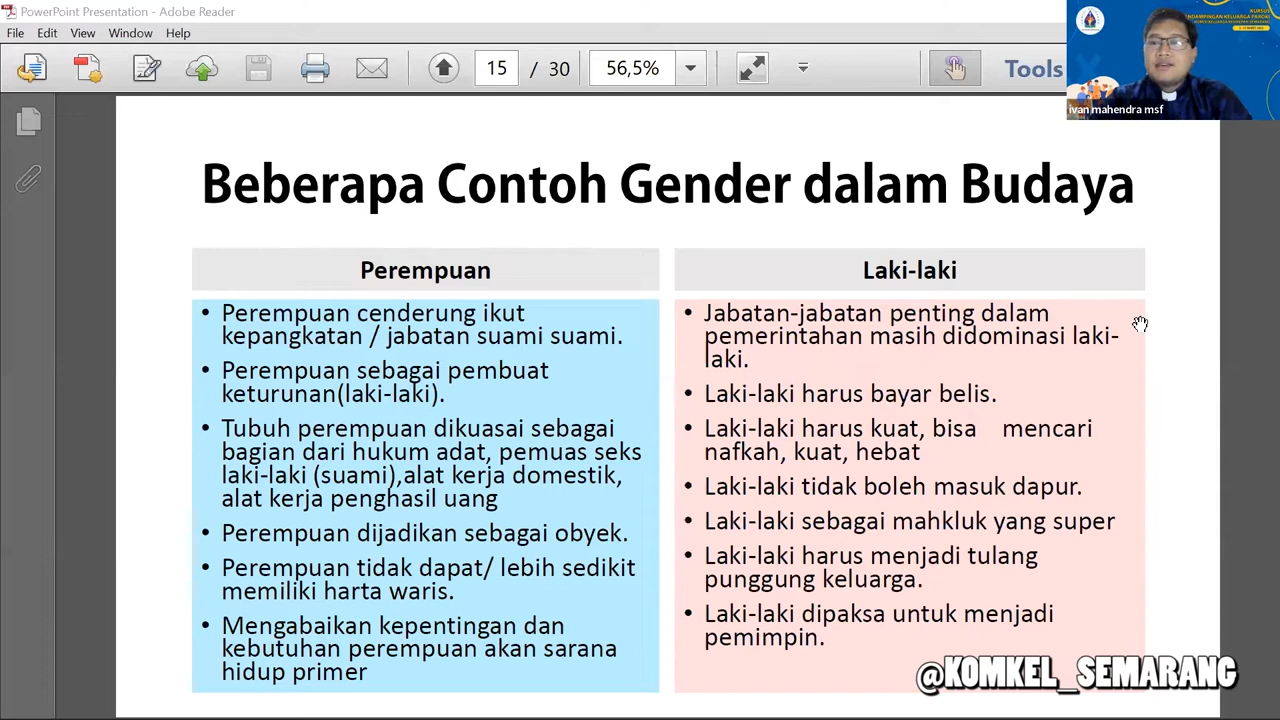 PowerPoint Presentation - Adobe Reader
File Edit View Window Help
15 / 30 56,5% Tools
KURSUS
PENDAMPINGAN KELUARGA PAROKI
ivan mahendra msf
Beberapa Contoh Gender dalam Budaya
Perempuan
• Perempuan cenderung ikut
kepangkatan / jabatan suami suami.
• Perempuan sebagai pembuat
keturunan(laki-laki).
• Tubuh perempuan dikuasai sebagai
bagian dari hukum adat, pemuas seks
laki-laki (suami),alat kerja domestik,
alat kerja penghasil uang
• Perempuan dijadikan sebagai obyek.
• Perempuan tidak dapat/ lebih sedikit
memiliki harta waris.
• Mengabaikan kepentingan dan
kebutuhan perempuan akan sarana
hidup primer
Laki-laki
• Jabatan-jabatan penting dalam
pemerintahan masih didominasi laki-
laki.
• Laki-laki harus bayar belis.
• Laki-laki harus kuat, bisa mencari
nafkah, kuat, hebat
• Laki-laki tidak boleh masuk dapur.
• Laki-laki sebagai mahkluk yang super
• Laki-laki harus menjadi tulang
punggung keluarga.
• Laki-laki dipaksa untuk menjadi
pemimpin.
@KOMKEL_SEMARANG